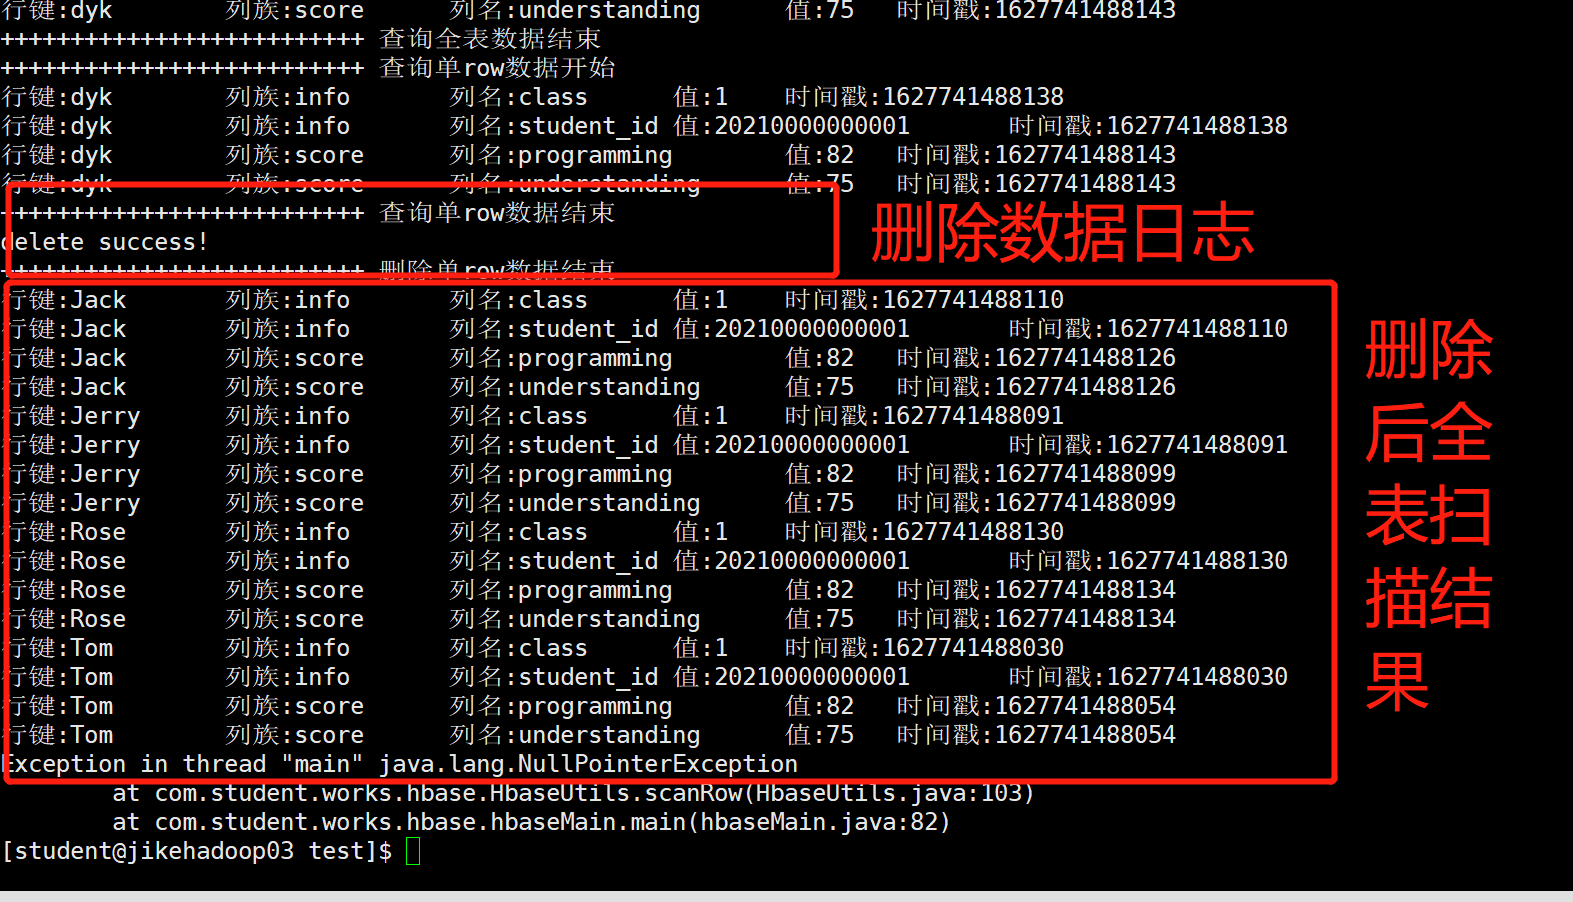 行键:dyk 列族:score 列名:understanding 值:75 时间戳:1627741488143
++++++++++++++++++++++++++ 查询全表数据结束
++++++++++++++++++++++++++ 查询单row数据开始
行键:dyk 列族:info 列名:class 值:1 时间戳:1627741488138
行键:dyk 列族:info 列名:student_id 值:20210000000001 时间戳:1627741488138
行键:dyk 列族:score 列名:programming 值:82 时间戳:1627741488143
行键:dyk 列族:score 列名:understanding 值:75 时间戳:1627741488143
++++++++++++++++++++++++++ 查询单row数据结束
delete success!
++++++++++++++++++++++++++ 删除单row数据结束
删除数据日志
行键:Jack 列族:info 列名:class 值:1 时间戳:1627741488110
行键:Jack 列族:info 列名:student_id 值:20210000000001 时间戳:1627741488110
行键:Jack 列族:score 列名:programming 值:82 时间戳:1627741488126
行键:Jack 列族:score 列名:understanding 值:75 时间戳:1627741488126
行键:Jerry 列族:info 列名:class 值:1 时间戳:1627741488091
行键:Jerry 列族:info 列名:student_id 值:20210000000001 时间戳:1627741488091
行键:Jerry 列族:score 列名:programming 值:82 时间戳:1627741488099
行键:Jerry 列族:score 列名:understanding 值:75 时间戳:1627741488099
行键:Rose 列族:info 列名:class 值:1 时间戳:1627741488130
行键:Rose 列族:info 列名:student_id 值:20210000000001 时间戳:1627741488130
行键:Rose 列族:score 列名:programming 值:82 时间戳:1627741488134
行键:Rose 列族:score 列名:understanding 值:75 时间戳:1627741488134
行键:Tom 列族:info 列名:class 值:1 时间戳:1627741488030
行键:Tom 列族:info 列名:student_id 值:20210000000001 时间戳:1627741488030
行键:Tom 列族:score 列名:programming 值:82 时间戳:1627741488054
行键:Tom 列族:score 列名:understanding 值:75 时间戳:1627741488054
Exception in thread "main" java.lang.NullPointerException
at com.student.works.hbase.HbaseUtils.scanRow(HbaseUtils.java:103)
at com.student.works.hbase.hbaseMain.main(hbaseMain.java:82)
[student@jikehadoop03 test]$
删除
后全
表扫
描结
果